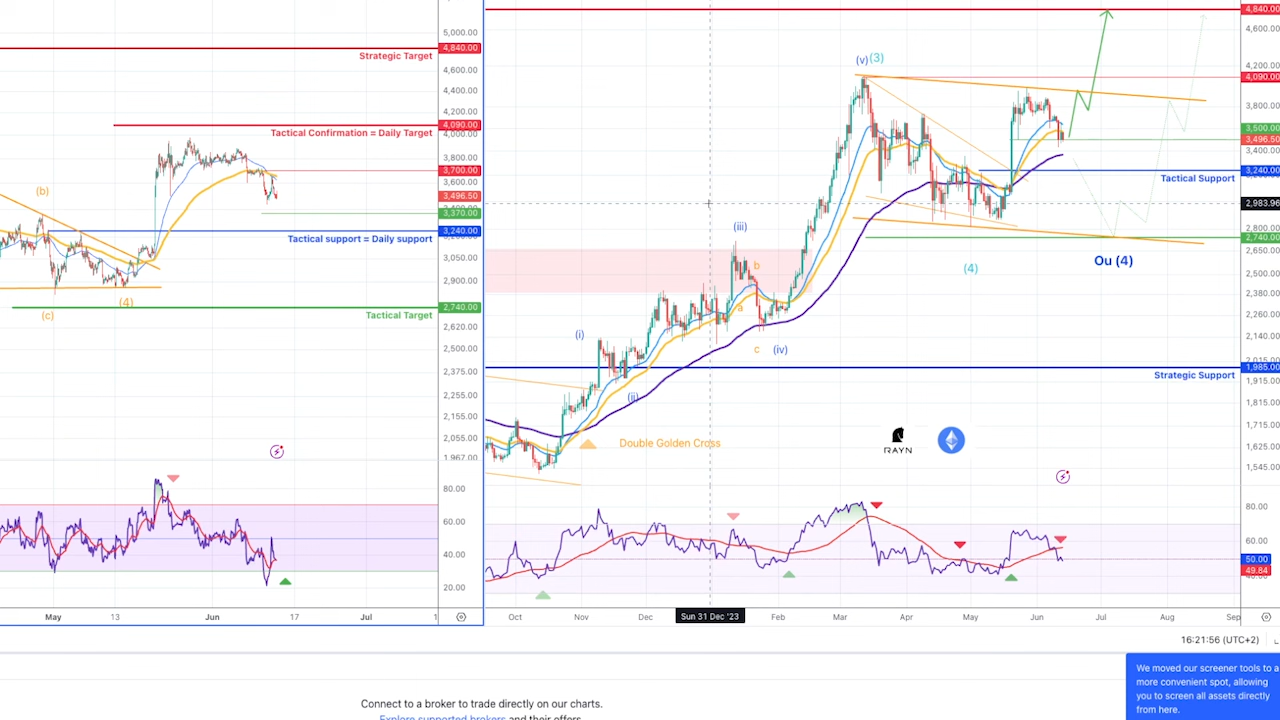 5,000.00
4,840.00
Strategic Target
4,600.00
4,400.00
4,200.00
4,090.00
4,000.00
Tactical Confirmation = Daily Target
3,800.00
3,700.00
3,600.00
3,496.50
3,370.00
3,240.00
Tactical support = Daily support
3,050.00
2,900.00
2,740.00
Tactical Target
2,620.00
2,500.00
2,375.00
2,255.00
2,155.00
2,055.00
1,967.00
(b)
(4)
(c)
80.00
60.00
40.00
20.00
May
13
Jun
17
Jul
1
4,840.00
4,600.00
4,200.00
4,090.00
3,800.00
3,500.00
3,496.50
3,400.00
3,240.00
Tactical Support
2,983.96
2,800.00
2,740.00
2,650.00
2,500.00
2,380.00
2,260.00
2,140.00
2,015.00
1,985.00
Strategic Support
1,915.00
1,815.00
1,715.00
1,625.00
1,545.00
(v)
(3)
(iii)
b
a
c
(iv)
(i)
(ii)
(4)
Ou (4)
Double Golden Cross
RAYN
80.00
60.00
50.00
49.84
Oct
Nov
Dec
Sun 31 Dec '23
Feb
Mar
Apr
May
Jun
Jul
Aug
Sep
16:21:56 (UTC+2)
We moved our screener tools to a
more convenient spot, allowing
you to screen all assets directly
from here.
Connect to a broker to trade directly on our charts.
Explore supported brokers and their offers